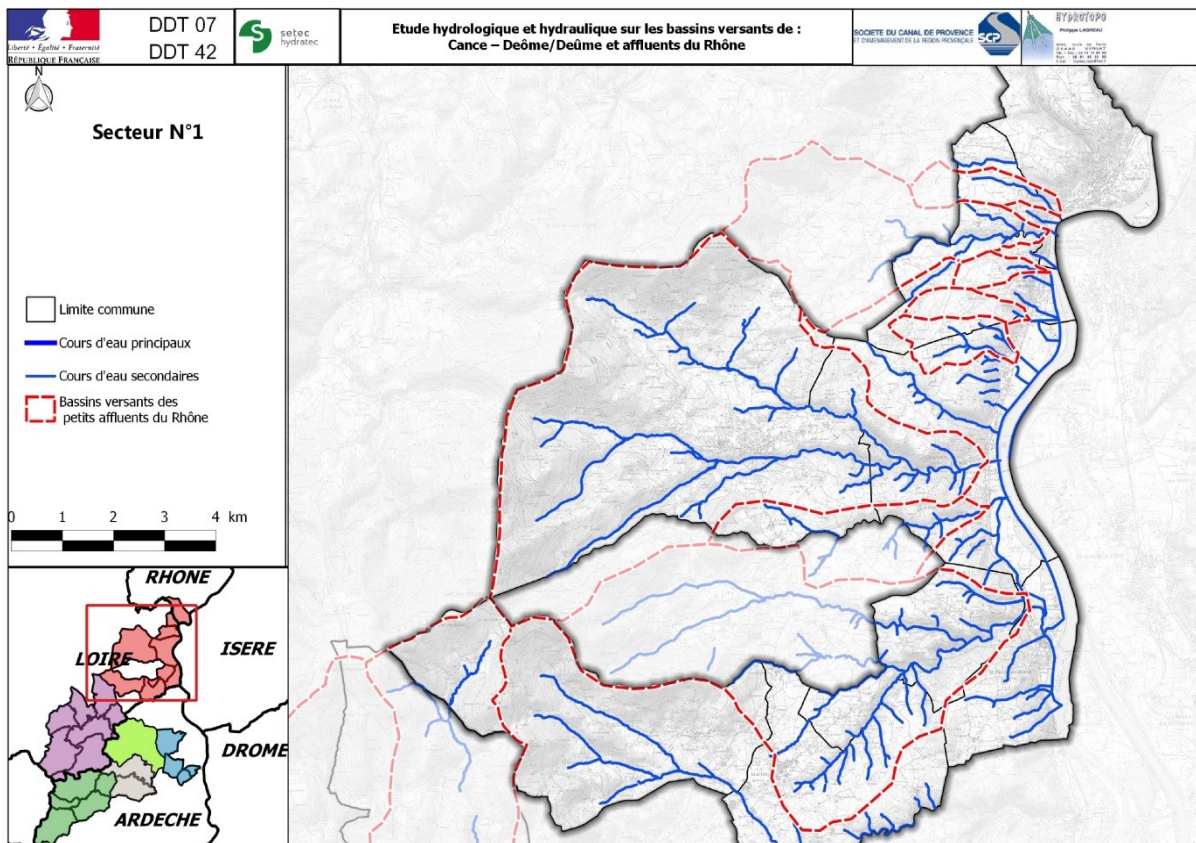 Liberté • Égalité • Fraternité
RÉPUBLIQUE FRANÇAISE
DDT 07
DDT 42
setec
hydratec
Etude hydrologique et hydraulique sur les bassins versants de :
Cance – Deôme/Deûme et affluents du Rhône
SOCIETE DU CANAL DE PROVENCE
ET D'AMENAGEMENT DE LA REGION PROVENÇALE
SCP
HYDROTOPO
Philippe LAGREAU
N
Secteur N°1
Limite commune
Cours d'eau principaux
Cours d'eau secondaires
Bassins versants des
petits affluents du Rhône
0 1 2 3 4 km
RHONE
LOIRE
ISERE
DROME
ARDECHE